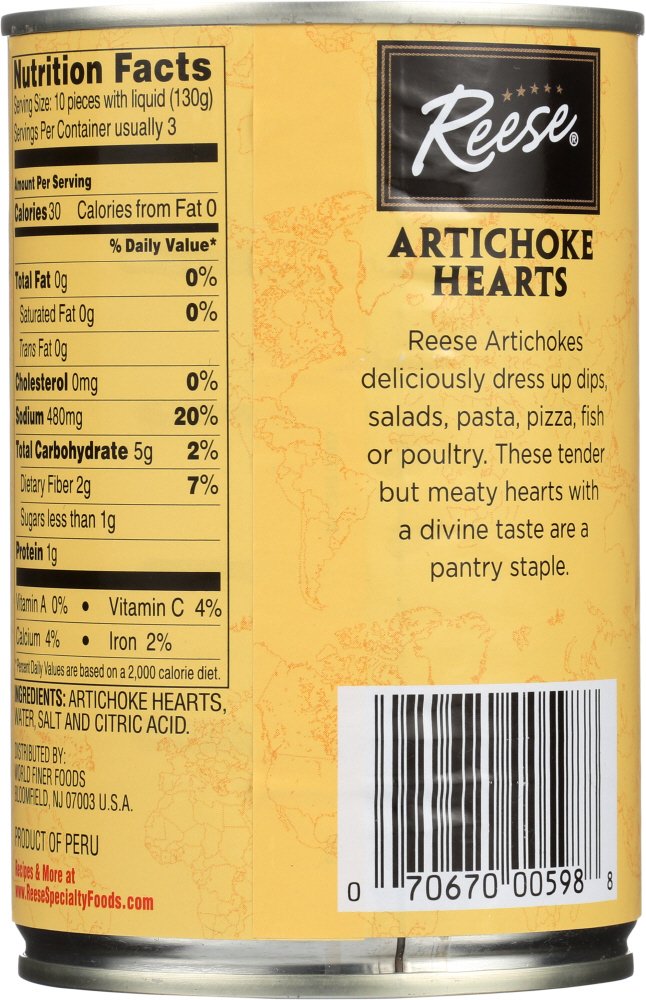 Nutrition Facts
Serving Size: 10 pieces with liquid (130g)
Servings Per Container usually 3
Amount Per Serving
Calories 30 Calories from Fat 0
% Daily Value*
Total Fat 0g 0%
Saturated Fat 0g 0%
Trans Fat 0g
Cholesterol 0mg 0%
Sodium 480mg 20%
Total Carbohydrate 5g 2%
Dietary Fiber 2g 7%
Sugars less than 1g
Protein 1g
Vitamin A 0% • Vitamin C 4%
Calcium 4% • Iron 2%
*Percent Daily Values are based on a 2,000 calorie diet.
INGREDIENTS: ARTICHOKE HEARTS,
WATER, SALT AND CITRIC ACID.
DISTRIBUTED BY:
WORLD FINER FOODS
BLOOMFIELD, NJ 07003 U.S.A.
PRODUCT OF PERU
Recipes & More at
www.ReeseSpecialtyFoods.com
Reese®
ARTICHOKE
HEARTS
Reese Artichokes
deliciously dress up dips,
salads, pasta, pizza, fish
or poultry. These tender
but meaty hearts with
a divine taste are a
pantry staple.
0 70670 00598 8